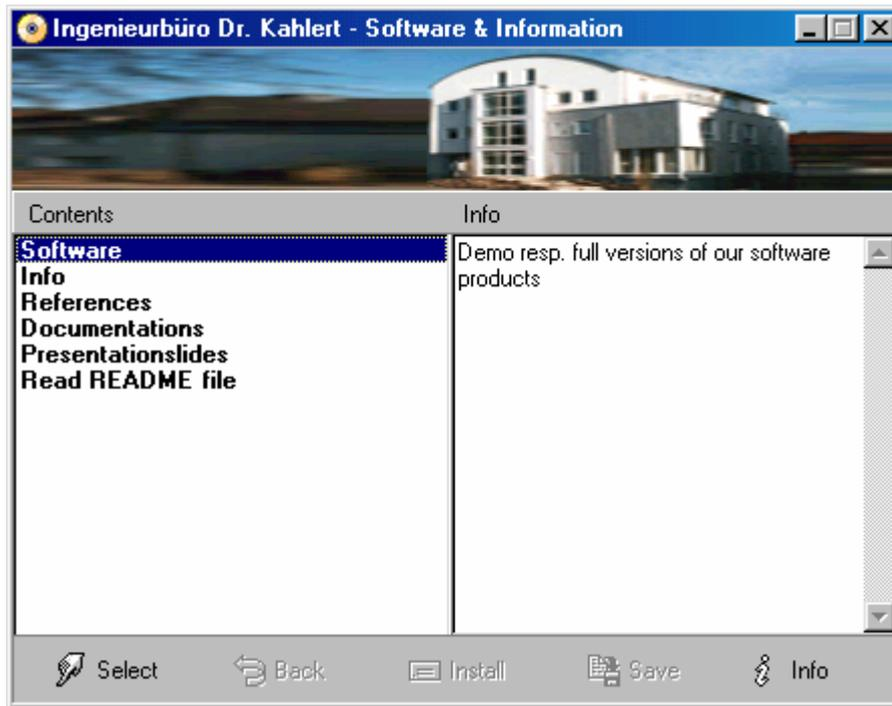 Ingenieurbüro Dr. Kahlert - Software & Information
Contents
Info
Software
Info
References
Documentations
Presentationslides
Read README file
Demo resp. full versions of our software
products
Select
Back
Install
Save
Info